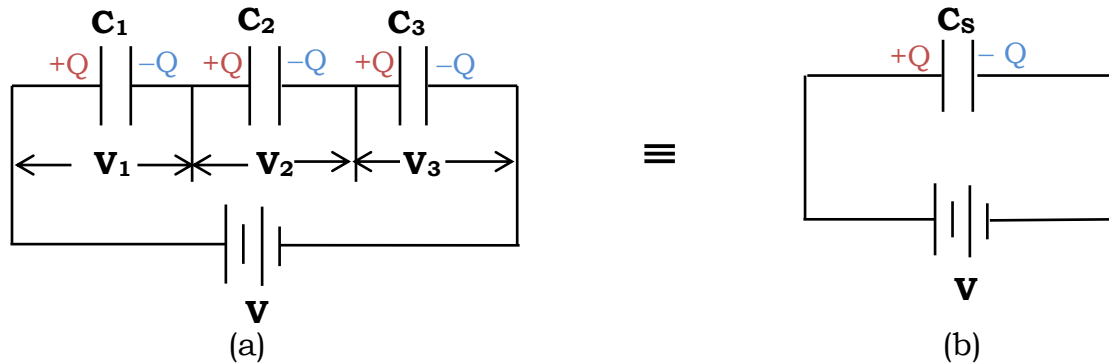 C₁ C₂ C₃
+Q –Q +Q –Q +Q –Q
V₁ V₂ V₃
V
(a)
≡
Cₛ
+Q – Q
V
(b)